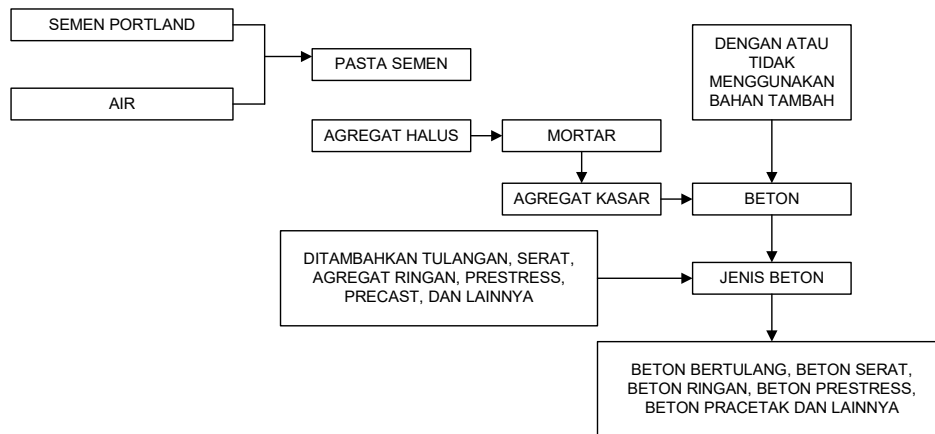 SEMEN PORTLAND
AIR
PASTA SEMEN
DENGAN ATAU
TIDAK
MENGGUNAKAN
BAHAN TAMBAH
AGREGAT HALUS
MORTAR
AGREGAT KASAR
BETON
DITAMBAHKAN TULANGAN, SERAT,
AGREGAT RINGAN, PRESTRESS,
PRECAST, DAN LAINNYA
JENIS BETON
BETON BERTULANG, BETON SERAT,
BETON RINGAN, BETON PRESTRESS,
BETON PRACETAK DAN LAINNYA